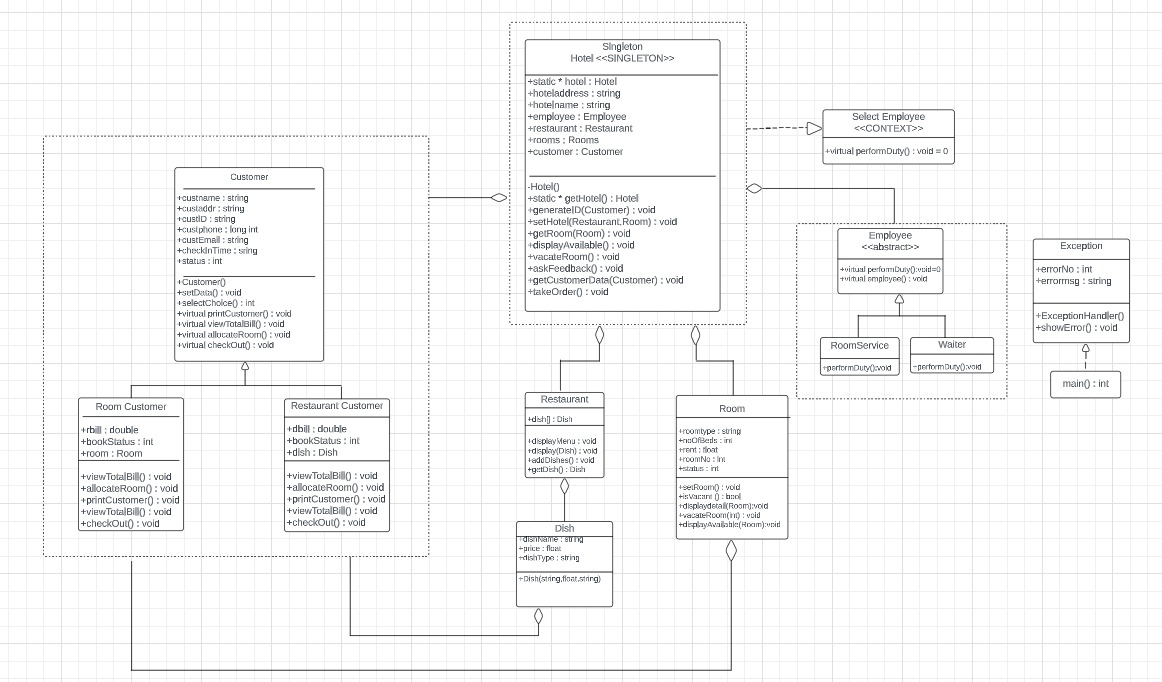 Singleton
Hotel <<SINGLETON>>
+static * hotel : Hotel
+hoteladdress : string
+hotelname : string
+employee : Employee
+restaurant : Restaurant
+rooms : Rooms
+customer : Customer
-Hotel()
+static * getHotel() : Hotel
+generateID(Customer) : void
+setHotel(Restaurant,Room) : void
+getRoom(Room) : void
+displayAvailable() : void
+vacateRoom() : void
+askFeedback() : void
+getCustomerData(Customer) : void
+takeOrder() : void
Select Employee
<<CONTEXT>>
+virtual performDuty() : void = 0
Customer
+custname : string
+custaddr : string
+custID : string
+custphone : long int
+custEmail : string
+checkInTime : sring
+status : int
+Customer()
+setData() : void
+selectChoice() : int
+virtual printCustomer() : void
+virtual viewTotalBill() : void
+virtual allocateRoom() : void
+virtual checkOut() : void
Employee
<<abstract>>
+virtual performDuty():void=0
+virtual employee() : void
RoomService
+performDuty():void
Waiter
+performDuty():void
Exception
+errorNo : int
+errormsg : string
+ExceptionHandler()
+showError() : void
main() : int
Room Customer
+rbill : double
+bookStatus : int
+room : Room
+viewTotalBill() : void
+allocateRoom() : void
+printCustomer() : void
+viewTotalBill() : void
+checkOut() : void
Restaurant Customer
+dbill : double
+bookStatus : int
+dish : Dish
+viewTotalBill() : void
+allocateRoom() : void
+printCustomer() : void
+viewTotalBill() : void
+checkOut() : void
Restaurant
+dish[] : Dish
+displayMenu : void
+display(Dish) : void
+addDishes() : void
+getDish() : Dish
Room
+roomtype : string
+noOfBeds : int
+rent : float
+roomNo : int
+status : int
+setRoom() : void
+isVacant () : bool
+displaydetail(Room):void
+vacateRoom(int) : void
+displayAvailable(Room):void
Dish
+dishName : string
+price : float
+dishType : string
+Dish(string,float,string)